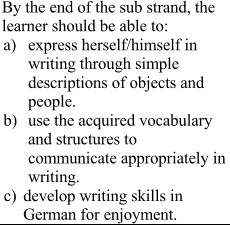 By the end of the sub strand, the
learner should be able to:
a) express herself/himself in
writing through simple
descriptions of objects and
people.
b) use the acquired vocabulary
and structures to
communicate appropriately in
writing.
c) develop writing skills in
German for enjoyment.